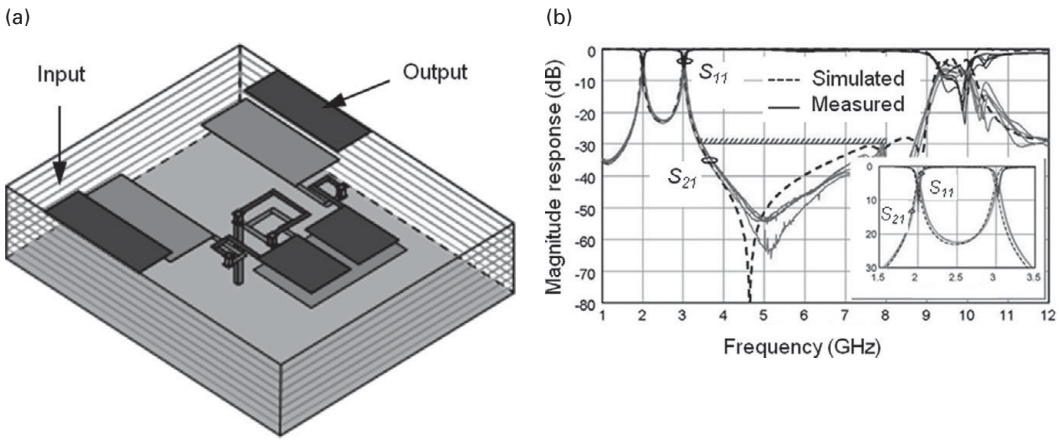 (a)
Input
Output
(b)
Magnitude response (dB)
0
-10
-20
-30
-40
-50
-60
-70
-80
S11
S21
Simulated
Measured
0
10
20
30
S11
S21
1.5 2 2.5 3 3.5
1 2 3 4 5 6 7 8 9 10 11 12
Frequency (GHz)